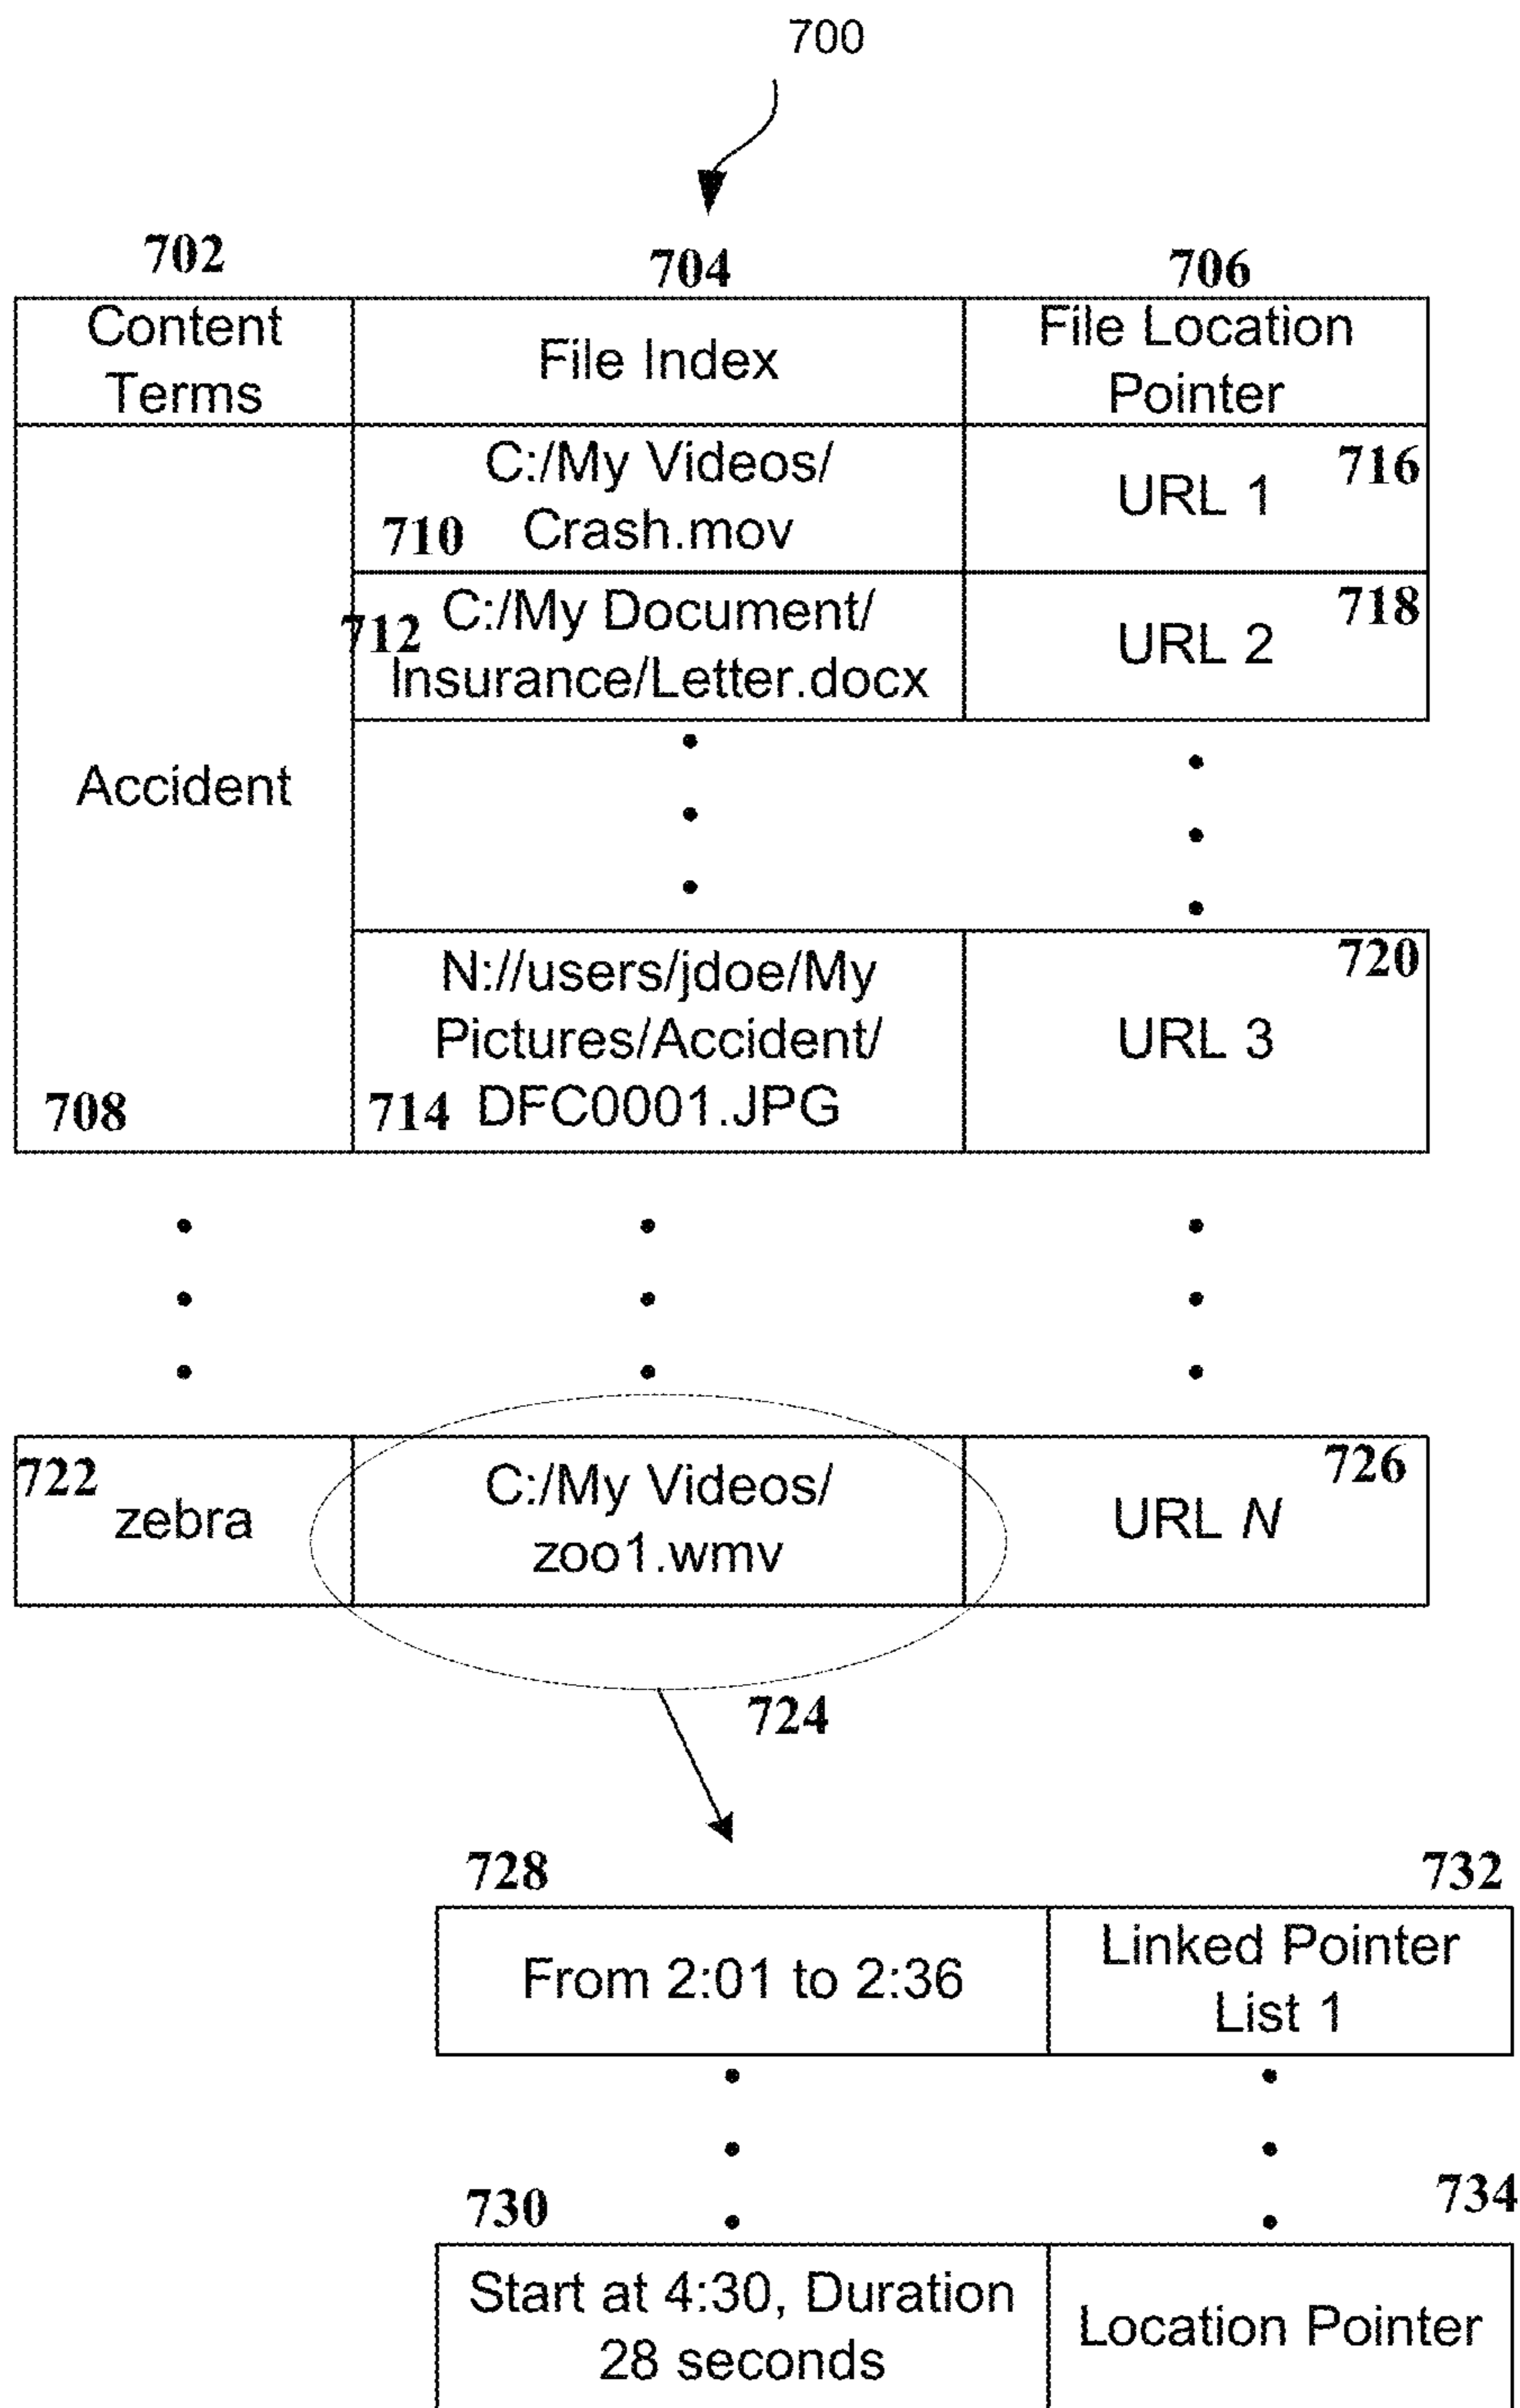 700
702
704
706
Content
Terms
File Index
File Location
Pointer
C:/My Videos/
710 Crash.mov
URL 1
716
712
C:/My Document/
Insurance/Letter.docx
URL 2
718
Accident
708
N://users/jdoe/My
Pictures/Accident/
714 DFC0001.JPG
URL 3
720
722
zebra
C:/My Videos/
zoo1.wmv
URL N
726
724
728
732
From 2:01 to 2:36
Linked Pointer
List 1
730
734
Start at 4:30, Duration
28 seconds
Location Pointer